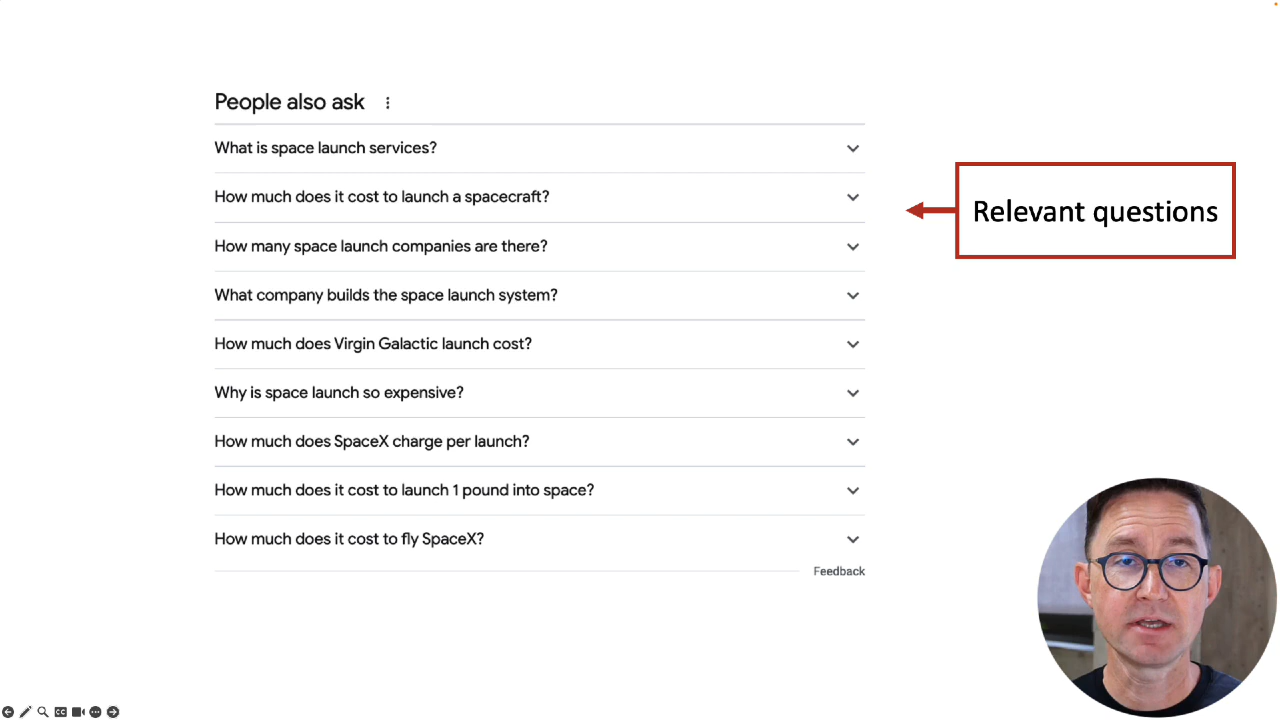 People also ask
What is space launch services?
How much does it cost to launch a spacecraft?
Relevant questions
How many space launch companies are there?
What company builds the space launch system?
How much does Virgin Galactic launch cost?
Why is space launch so expensive?
How much does SpaceX charge per launch?
How much does it cost to launch 1 pound into space?
How much does it cost to fly SpaceX?
Feedback
CC